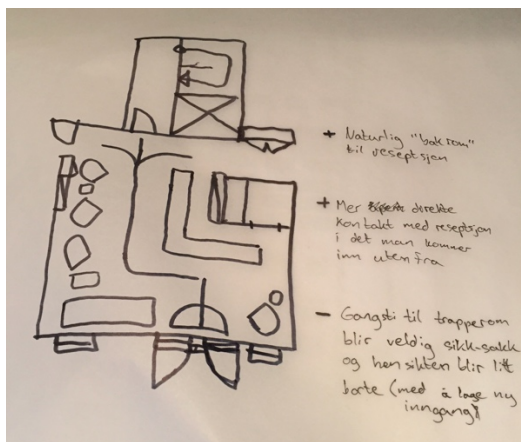 + Naturlig "bakrom"
til resepsjen
+ Mer direkte
kontakt med resepsjon
i det man kommer
inn utenfra
- Gangsti til trapperom
blir veldig sikk-sakk
og hensikten blir litt
borte (med å lage ny
inngang)